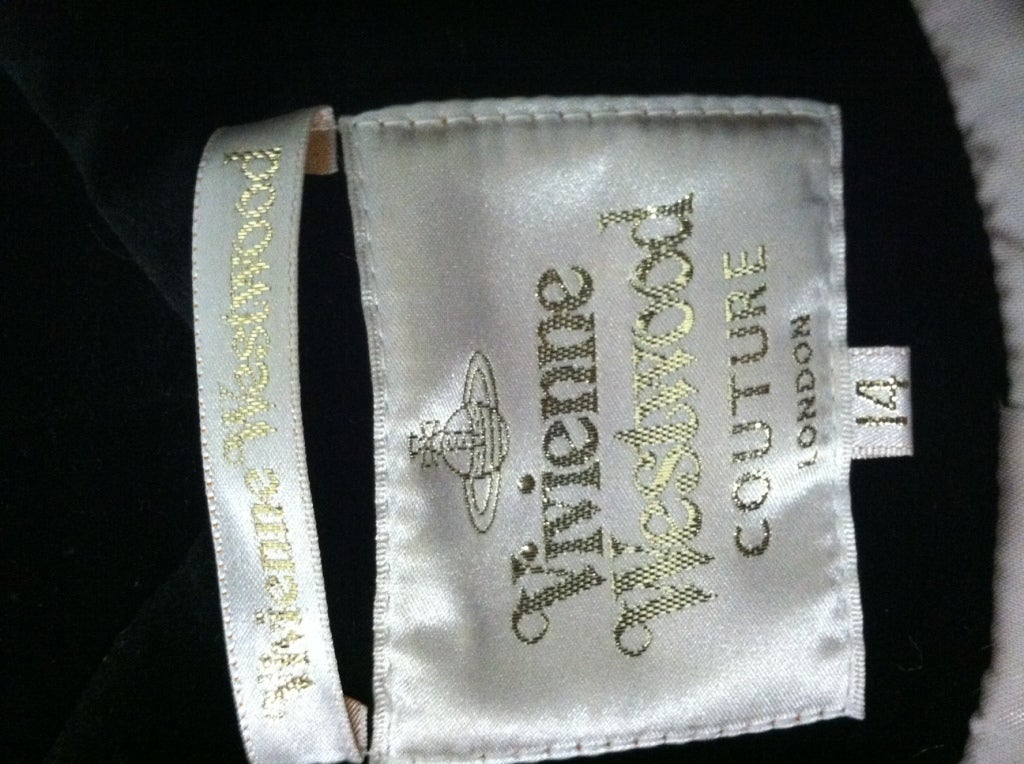 Vivienne Westwood
Vivienne
Westwood
COUTURE
LONDON
14